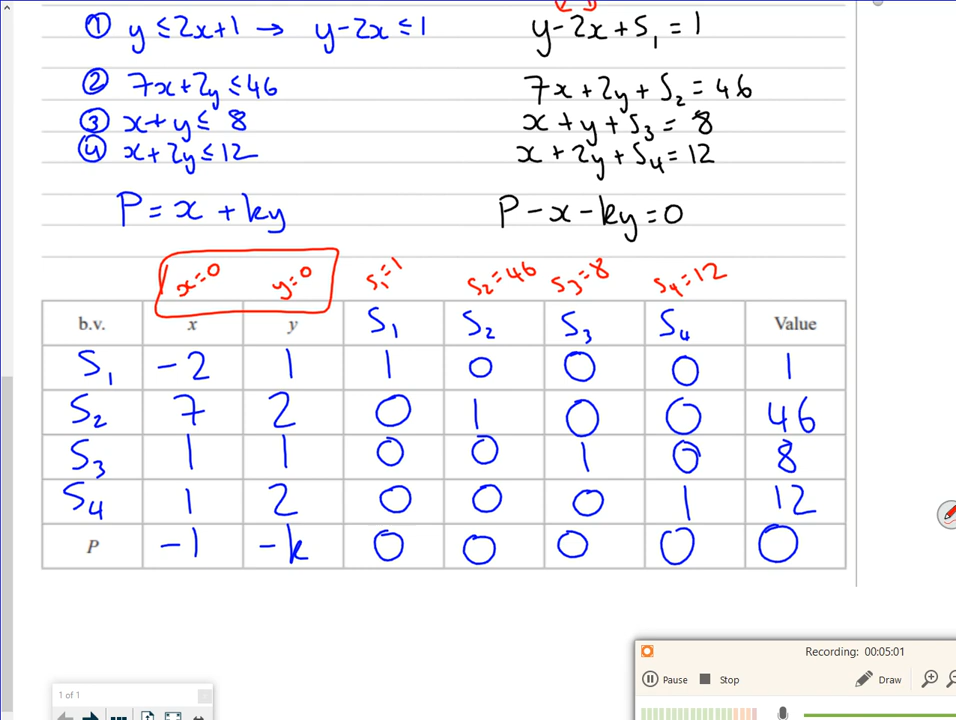 ① y ≤ 2x+1 → y-2x ≤ 1 y-2x+S₁ = 1
② 7x+2y ≤ 46 7x+2y+S₂ = 46
③ x+y ≤ 8 x+y+S₃ = 8
④ x+2y ≤ 12 x+2y+S₄ = 12
P = x + ky P-x-ky = 0
x=0 y=0 S₁=1 S₂=46 S₃=8 S₄=12
b.v. x y S₁ S₂ S₃ S₄ Value
S₁ -2 1 1 0 0 0 1
S₂ 7 2 0 1 0 0 46
S₃ 1 1 0 0 1 0 8
S₄ 1 2 0 0 0 1 12
P -1 -k 0 0 0 0 0
Recording: 00:05:01
Pause Stop Draw
1 of 1